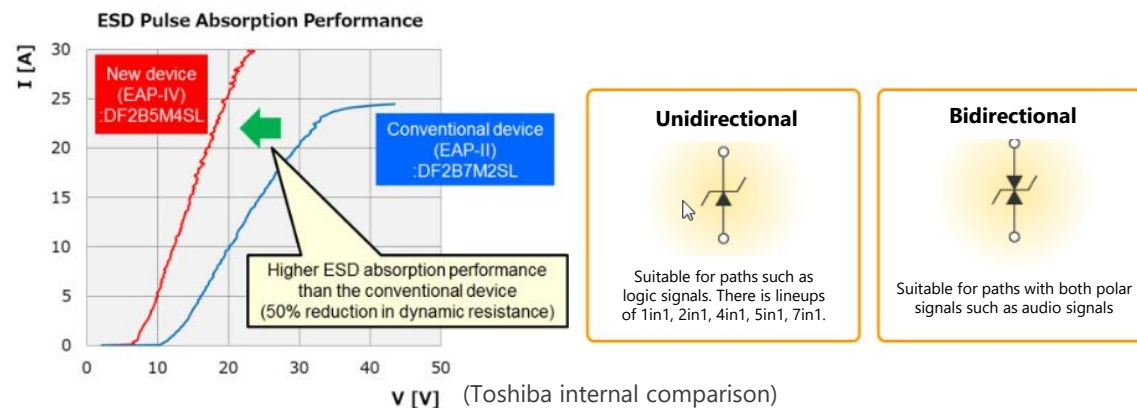 ESD Pulse Absorption Performance
I [A]
30
25
20
15
10
5
0
0
10
20
30
40
50
V [V]
New device
(EAP-IV)
:DF2B5M4SL
Conventional device
(EAP-II)
:DF2B7M2SL
Higher ESD absorption performance
than the conventional device
(50% reduction in dynamic resistance)
(Toshiba internal comparison)
Unidirectional
Suitable for paths such as
logic signals. There is lineups
of 1in1, 2in1, 4in1, 5in1, 7in1.
Bidirectional
Suitable for paths with both polar
signals such as audio signals